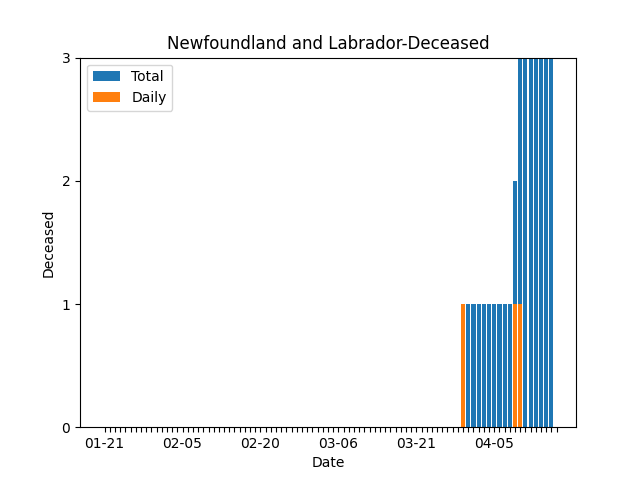 Newfoundland and Labrador-Deceased
Total
Daily
3
2
1
0
Deceased
01-21 02-05 02-20 03-06 03-21 04-05
Date